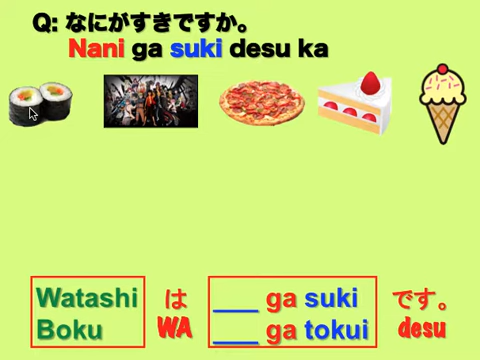 Q: なにがすきですか。
Nani ga suki desu ka
Watashi は ___ ga suki です。
Boku WA ___ ga tokui desu